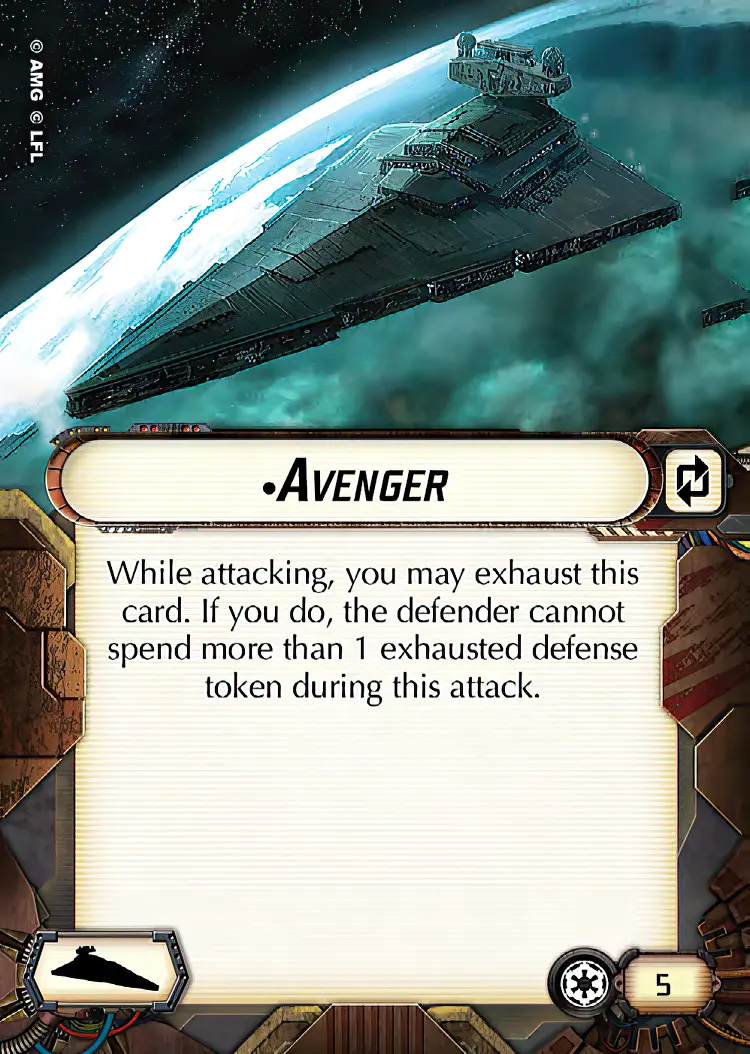 © AMG © LFL
•AVENGER
While attacking, you may exhaust this
card. If you do, the defender cannot
spend more than 1 exhausted defense
token during this attack.
5